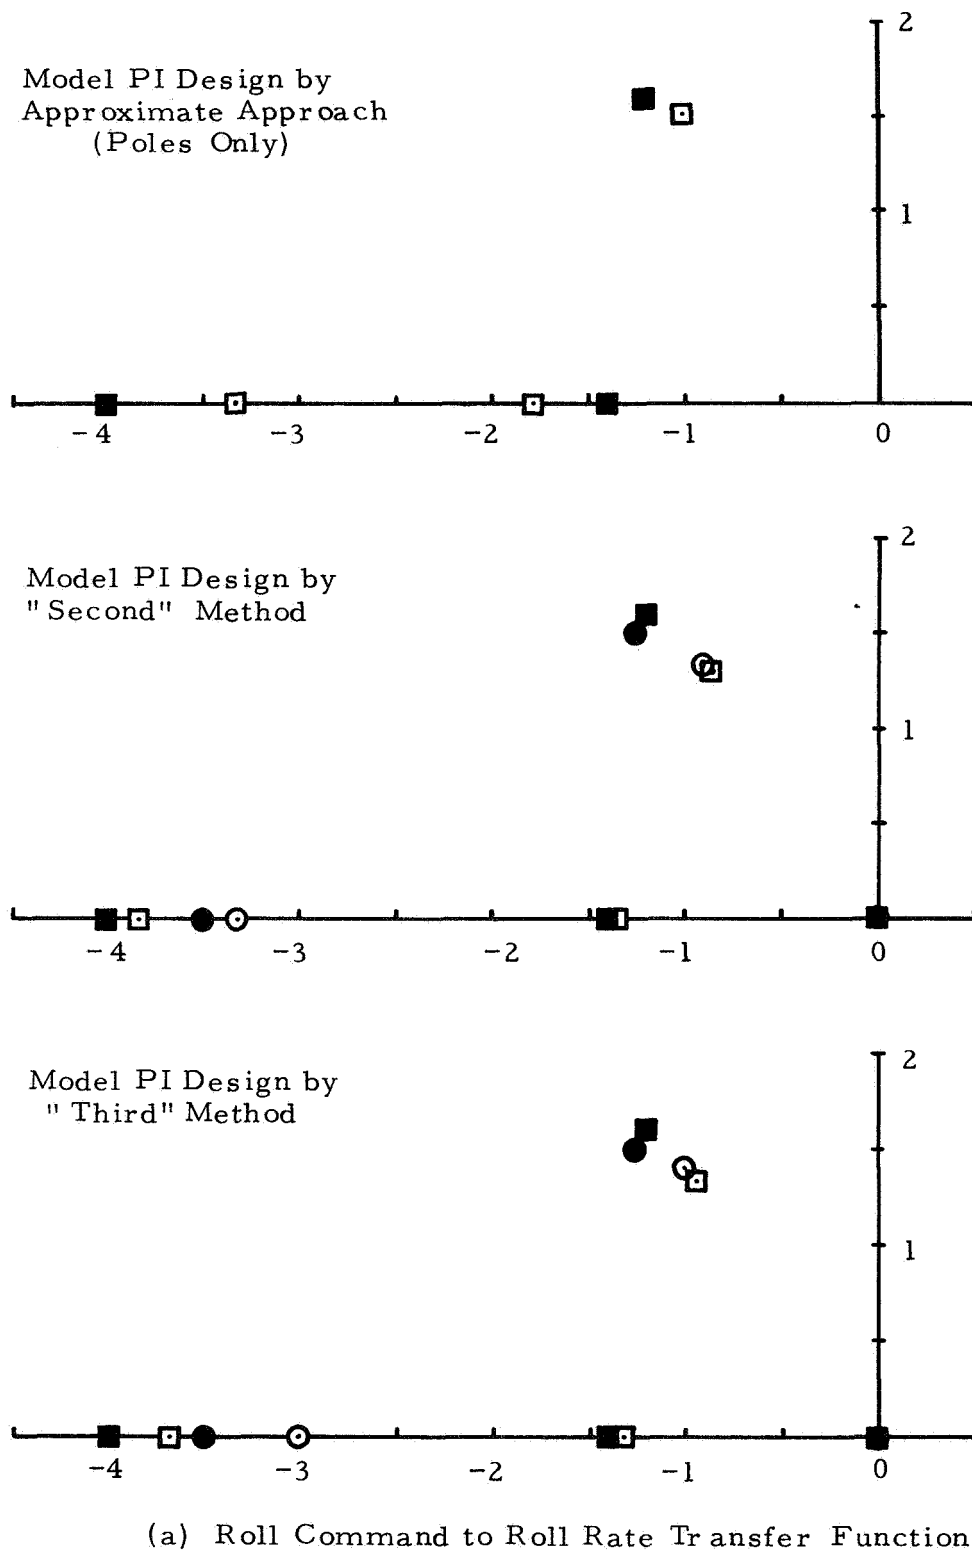 2
Model PI Design by
Approximate Approach
(Poles Only)
1
-4 -3 -2 -1 0
2
Model PI Design by
"Second" Method
1
-4 -3 -2 -1 0
2
Model PI Design by
"Third" Method
1
-4 -3 -2 -1 0
(a) Roll Command to Roll Rate Transfer Function